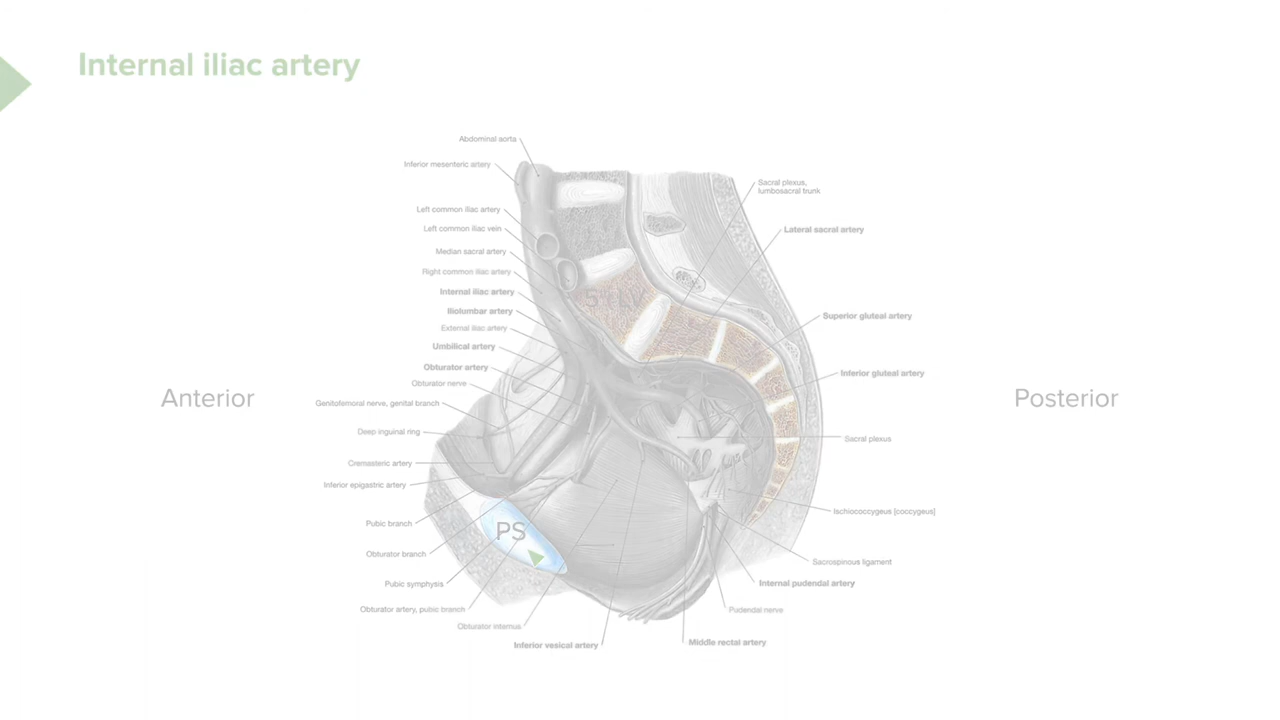 Internal iliac artery
Abdominal aorta
Inferior mesenteric artery
Left common iliac artery
Left common iliac vein
Median sacral artery
Right common iliac artery
Internal iliac artery
Iliolumbar artery
External iliac artery
Umbilical artery
Obturator artery
Obturator nerve
Genitofemoral nerve, genital branch
Deep inguinal ring
Cremasteric artery
Inferior epigastric artery
Pubic branch
Obturator branch
Pubic symphysis
Obturator artery, pubic branch
Obturator internus
Inferior vesical artery
Anterior
PS
Sacral plexus,
lumbosacral trunk
Lateral sacral artery
Superior gluteal artery
Inferior gluteal artery
Posterior
Sacral plexus
Ischiococcygeus [coccygeus]
Sacrospinous ligament
Internal pudendal artery
Pudendal nerve
Middle rectal artery